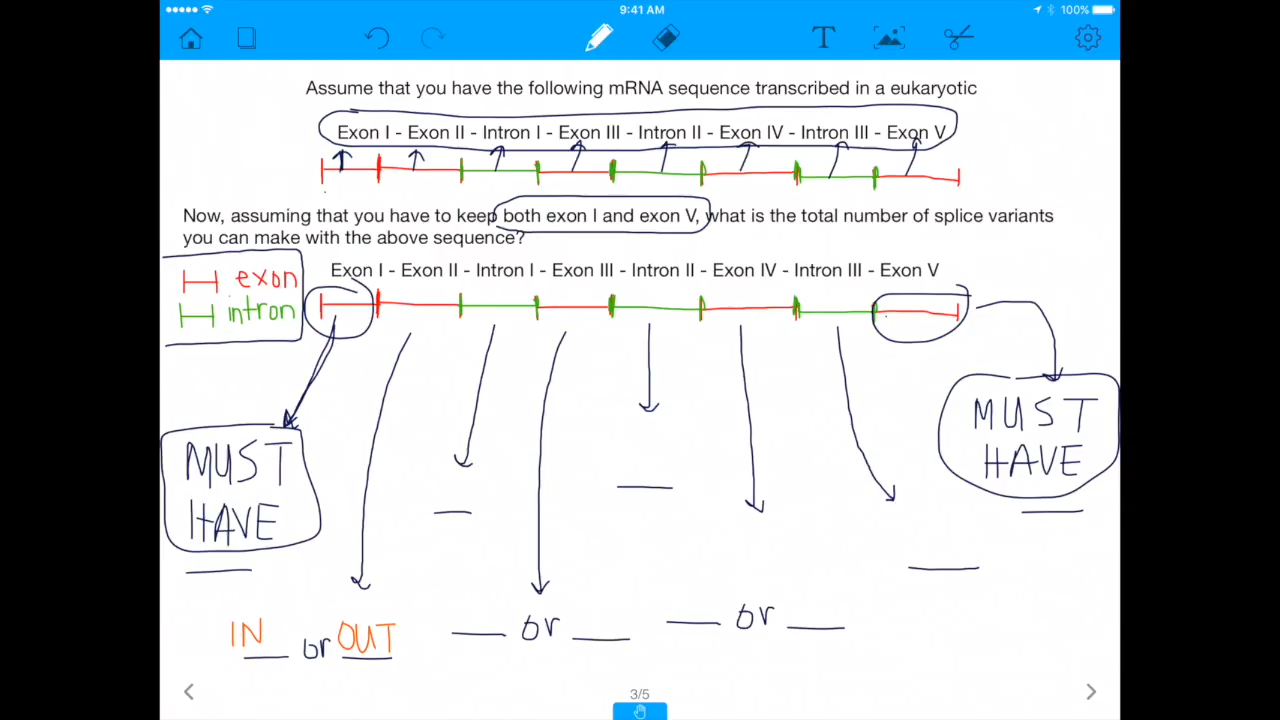 9:41 AM
100%
T
Assume that you have the following mRNA sequence transcribed in a eukaryotic
Exon I - Exon II - Intron I - Exon III - Intron II - Exon IV - Intron III - Exon V
Now, assuming that you have to keep both exon I and exon V, what is the total number of splice variants
you can make with the above sequence?
Exon I - Exon II - Intron I - Exon III - Intron II - Exon IV - Intron III - Exon V
exon
intron
MUST
HAVE
MUST
HAVE
IN or OUT
or
or
3/5